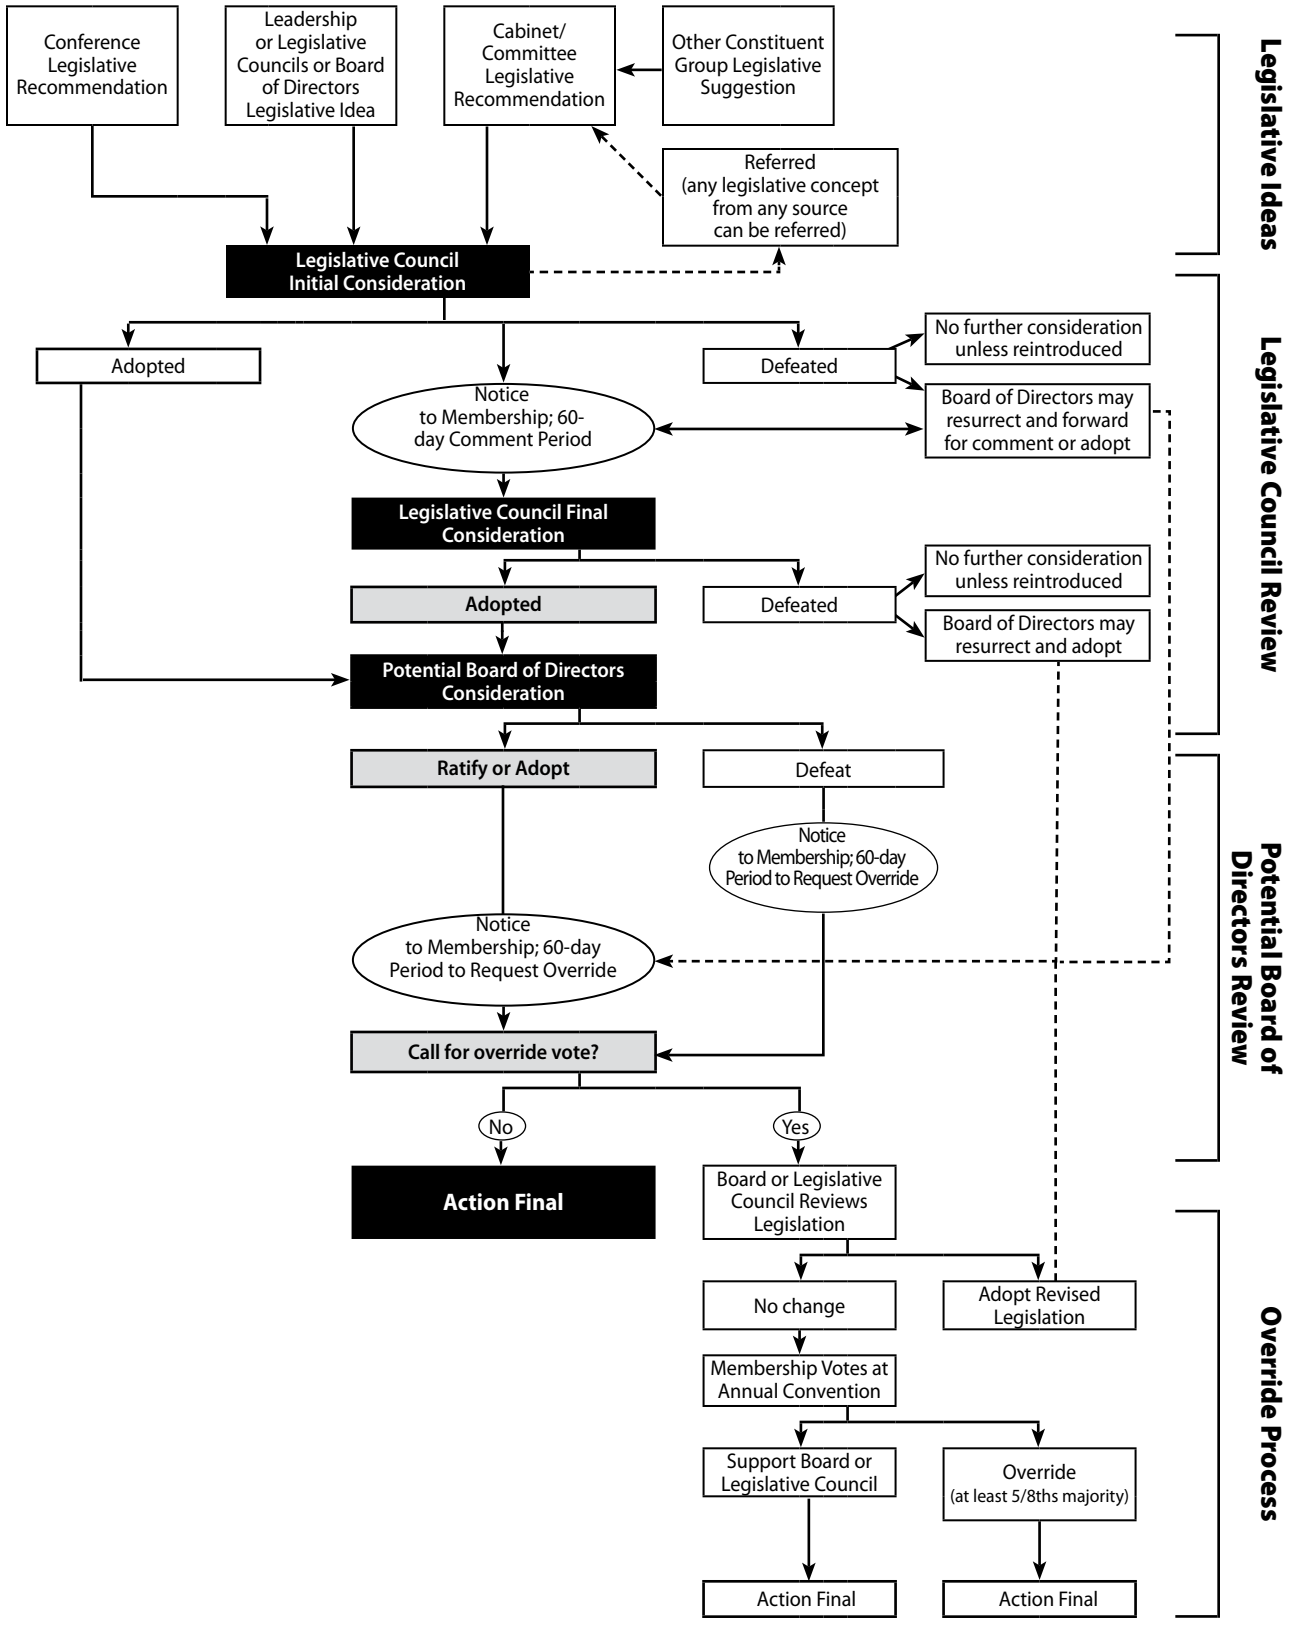 Conference
Legislative
Recommendation
Leadership
or Legislative
Councils or Board
of Directors
Legislative Idea
Cabinet/
Committee
Legislative
Recommendation
Other Constituent
Group Legislative
Suggestion
Referred
(any legislative concept
from any source
can be referred)
Legislative Ideas
Legislative Council
Initial Consideration
Adopted
Notice
to Membership; 60-
day Comment Period
Defeated
No further consideration
unless reintroduced
Board of Directors may
resurrect and forward
for comment or adopt
Legislative Council Review
Legislative Council Final
Consideration
Adopted
Defeated
No further consideration
unless reintroduced
Board of Directors may
resurrect and adopt
Potential Board of Directors
Consideration
Ratify or Adopt
Defeat
Notice
to Membership; 60-day
Period to Request Override
Notice
to Membership; 60-day
Period to Request Override
Potential Board of
Directors Review
Call for override vote?
No
Yes
Action Final
Board or Legislative
Council Reviews
Legislation
No change
Adopt Revised
Legislation
Membership Votes at
Annual Convention
Support Board or
Legislative Council
Override
(at least 5/8ths majority)
Override Process
Action Final
Action Final